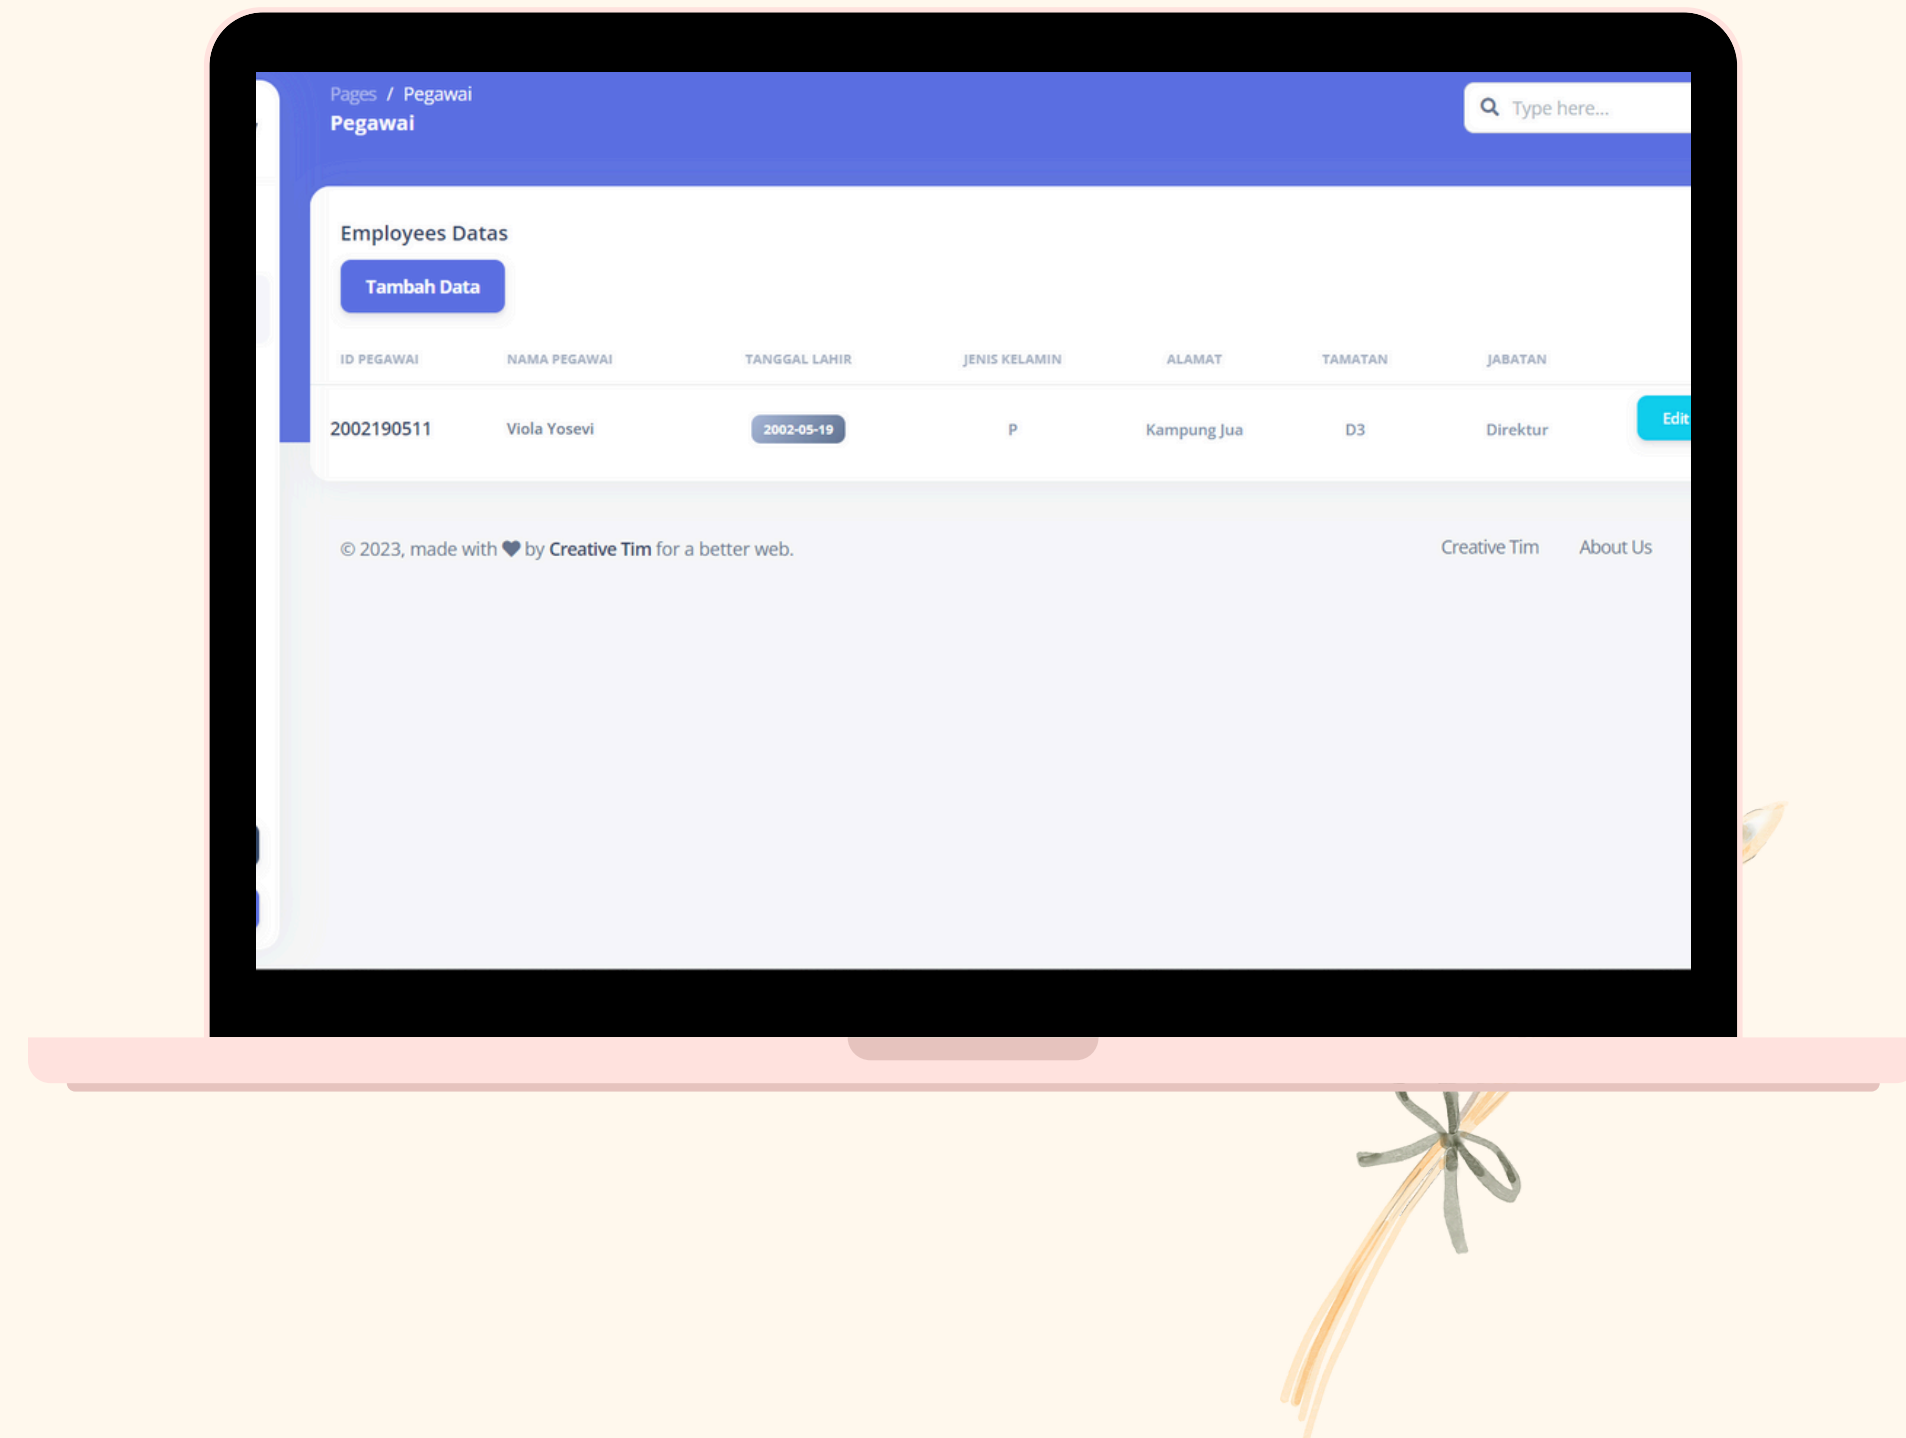 Pages / Pegawai
Pegawai
Type here...
Employees Datas
Tambah Data
ID PEGAWAI NAMA PEGAWAI TANGGAL LAHIR JENIS KELAMIN ALAMAT TAMATAN JABATAN
2002190511 Viola Yosevi 2002-05-19 P Kampung Jua D3 Direktur Edit
© 2023, made with ♥ by Creative Tim for a better web.
Creative Tim About Us